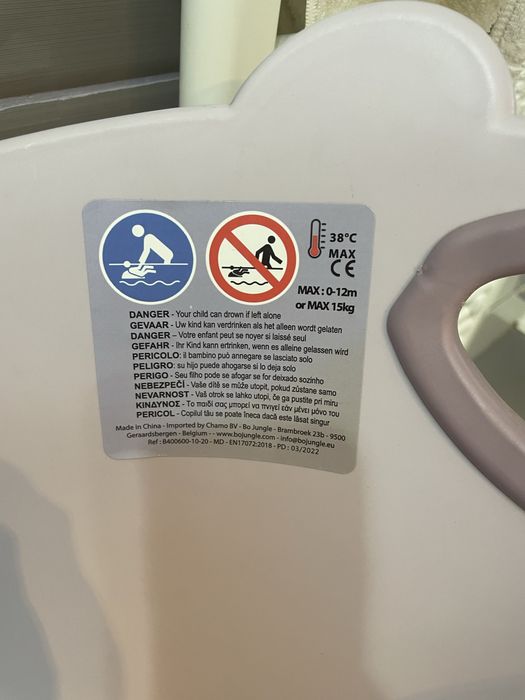 38°C
MAX
CE
MAX : 0-12m
or MAX 15kg
DANGER - Your child can drown if left alone
GEVAAR - Uw kind kan verdrinken als het alleen wordt gelaten
DANGER – Votre enfant peut se noyer si laissé seul
GEFAHR - Ihr Kind kann ertrinken, wenn es alleine gelassen wird
PERICOLO: il bambino può annegare se lasciato solo
PELIGRO: su hijo puede ahogarse si lo deja solo
PERIGO - Seu filho pode se afogar se for deixado sozinho
NEBEZPEČÍ - Vaše dítě se může utopit, pokud zůstane samo
NEVARNOST - Vaš otrok se lahko utopi, če ga pustite pri miru
ΚΙΝΔΥΝΟΣ - Το παιδί σας μπορεί να πνιγεί εάν μένει μόνο του
PERICOL - Copilul tău se poate îneca dacă este lăsat singur
Made in China - Imported by Chamo BV - Bo Jungle - Brambroek 23b - 9500
Geraardsbergen - Belgium - - www.bojungle.com - info@bojungle.eu
Ref : B400600-10-20 - MD - EN17072:2018 - PD : 03/2022